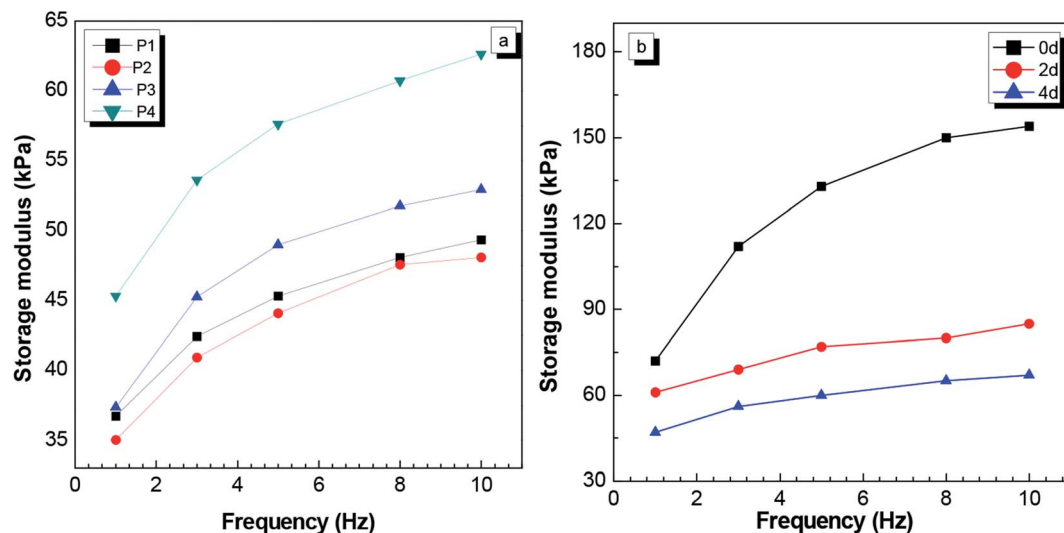 65
60
55
50
45
40
35
Storage modulus (kPa)
P1
P2
P3
P4
a
0 2 4 6 8 10
Frequency (Hz)
180
150
120
90
60
30
Storage modulus (kPa)
b
0d
2d
4d
0 2 4 6 8 10
Frequency (Hz)